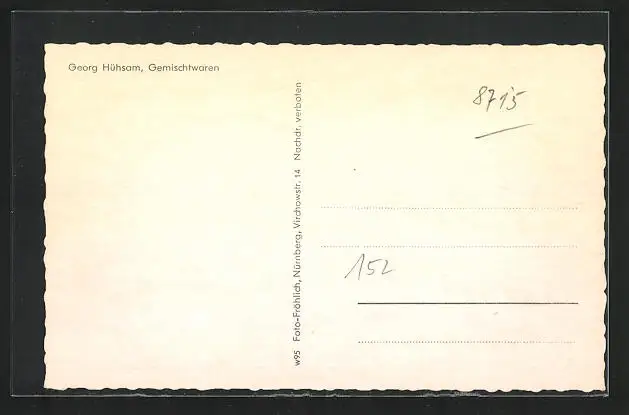 Georg Hühsam, Gemischtwaren
w95 Foto-Fröhlich, Nürnberg, Virchowstr. 14 Nachdr. verboten
8715
152